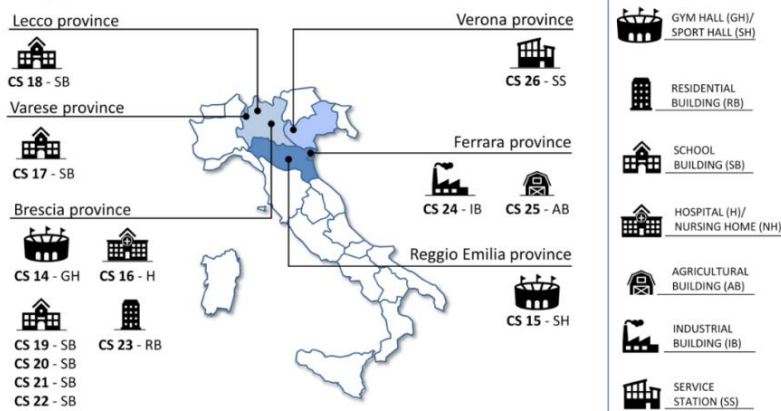 Lecco province
CS 18 - SB
Varese province
CS 17 - SB
Brescia province
CS 14 - GH
CS 16 - H
CS 19 - SB
CS 20 - SB
CS 21 - SB
CS 22 - SB
CS 23 - RB
Verona province
CS 26 - SS
Ferrara province
CS 24 - IB
CS 25 - AB
Reggio Emilia province
CS 15 - SH
GYM HALL (GH)/
SPORT HALL (SH)
RESIDENTIAL
BUILDING (RB)
SCHOOL
BUILDING (SB)
HOSPITAL (H)/
NURSING HOME (NH)
AGRICULTURAL
BUILDING (AB)
INDUSTRIAL
BUILDING (IB)
SERVICE
STATION (SS)